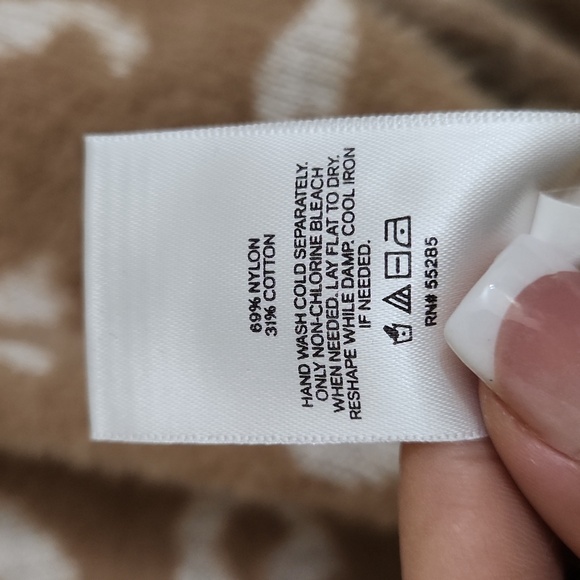 69% NYLON
31% COTTON
HAND WASH COLD SEPARATELY.
ONLY NON-CHLORINE BLEACH
WHEN NEEDED. LAY FLAT TO DRY.
RESHAPE WHILE DAMP. COOL IRON
IF NEEDED.
RN# 55285